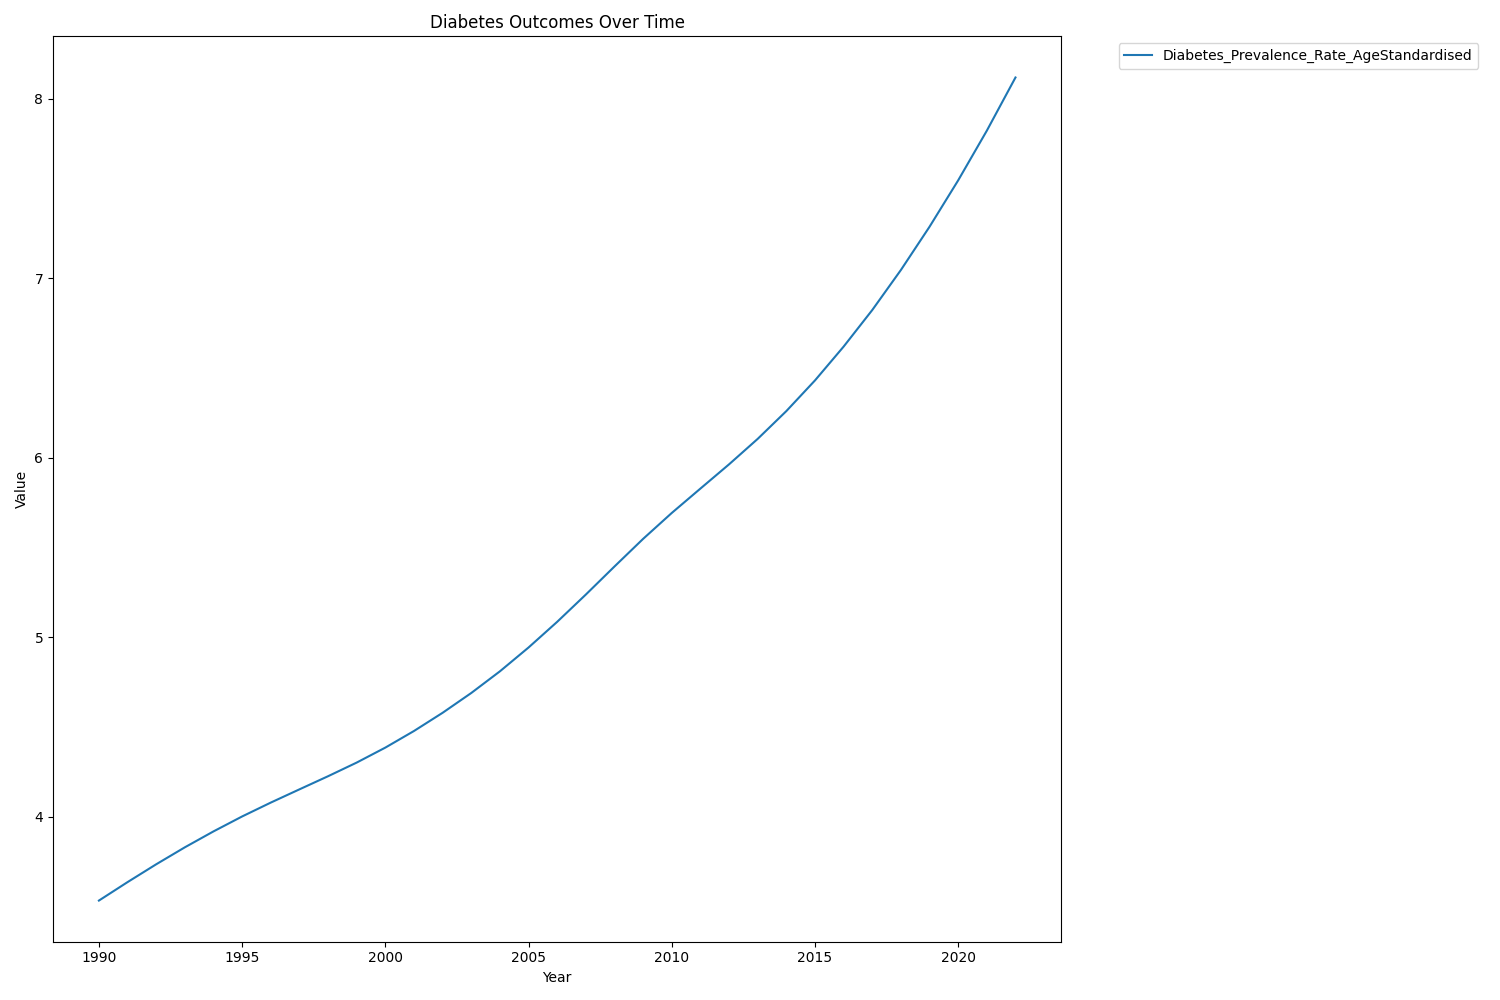 Diabetes Outcomes Over Time
Diabetes_Prevalence_Rate_AgeStandardised
Value
8
7
6
5
4
1990 1995 2000 2005 2010 2015 2020
Year